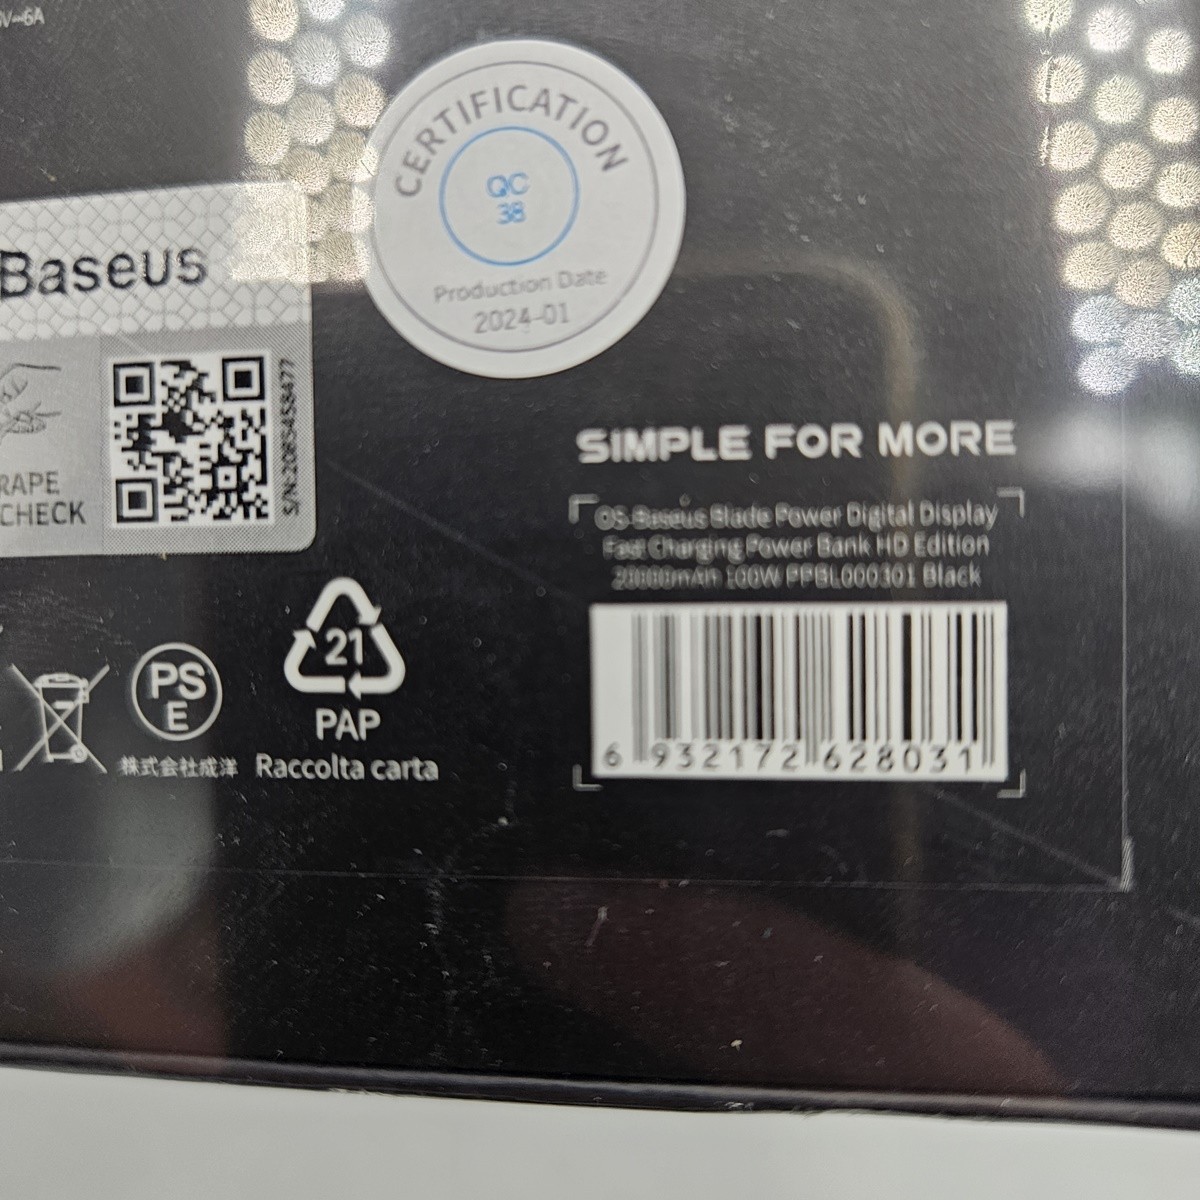 CERTIFICATION
QC
38
Production Date
2024-01
Baseus
S/N:20R5458477
RAPE
CHECK
SiMPLE FOR MORE
OS-Baseus Blade Power Digital Display
Fast Charging Power Bank HD Edition
20000mAh 100W PPBL000301 Black
6 932172 628031
PS
E
株式会社成洋
21
PAP
Raccolta carta